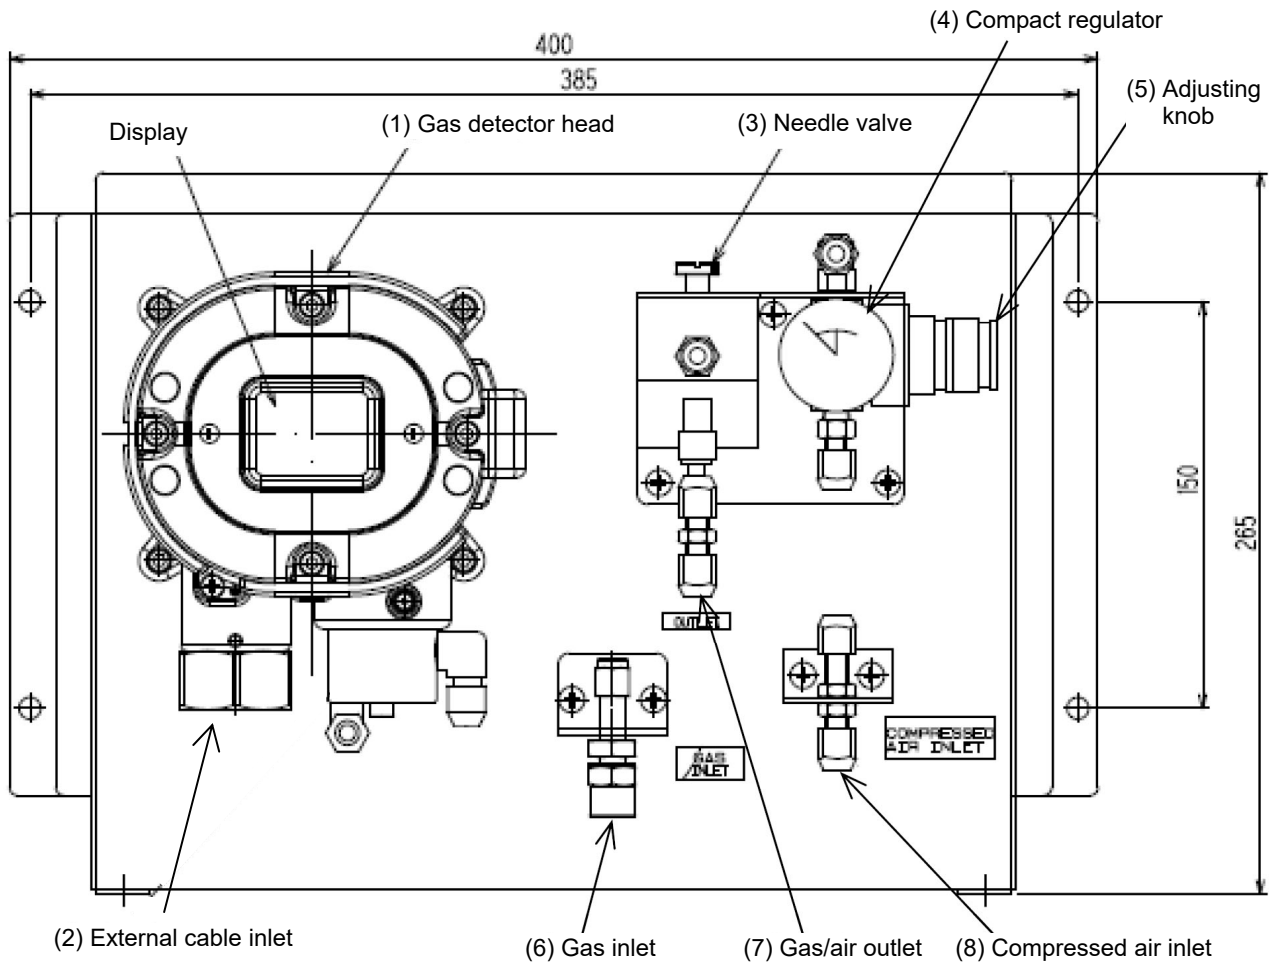 (4) Compact regulator
400
385
(5) Adjusting
knob
Display
(1) Gas detector head
(3) Needle valve
150
265
OUTLET
COMPRESSED
AIR INLET
GAS
INLET
(2) External cable inlet
(6) Gas inlet
(7) Gas/air outlet
(8) Compressed air inlet